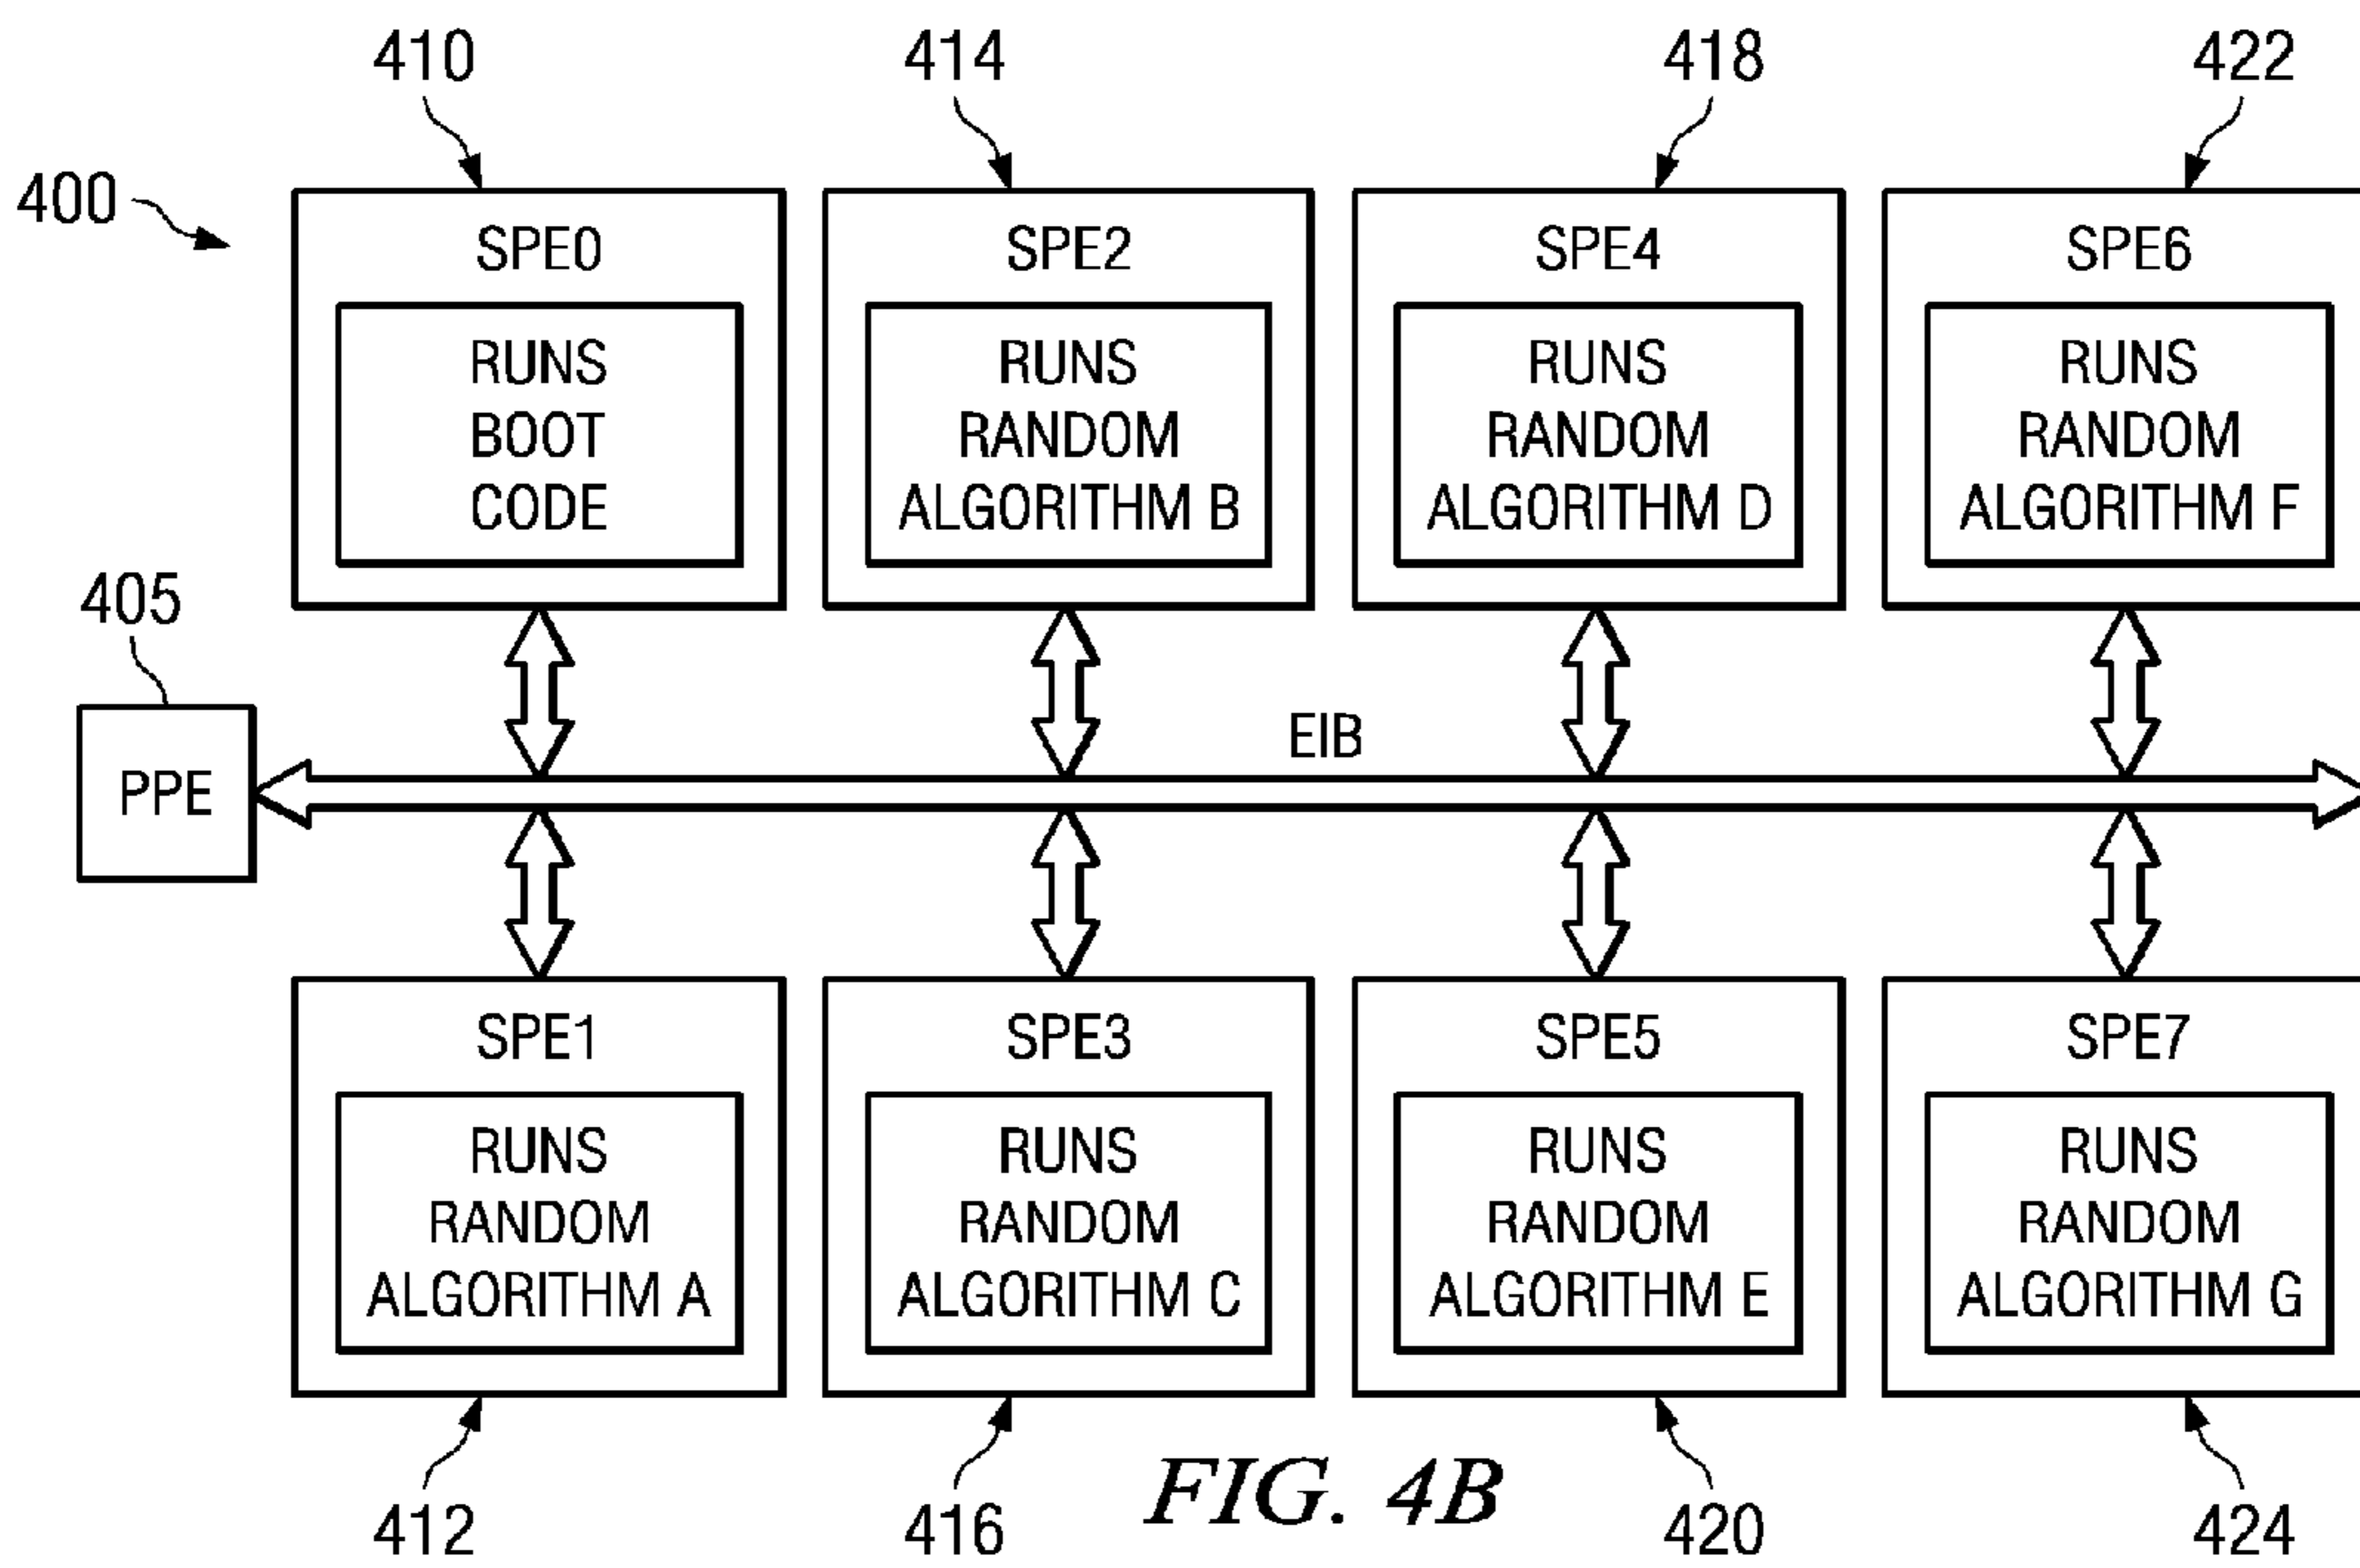 410
414
418
422
400
SPE0
RUNS
BOOT
CODE
SPE2
RUNS
RANDOM
ALGORITHM B
SPE4
RUNS
RANDOM
ALGORITHM D
SPE6
RUNS
RANDOM
ALGORITHM F
405
PPE
EIB
SPE1
RUNS
RANDOM
ALGORITHM A
SPE3
RUNS
RANDOM
ALGORITHM C
SPE5
RUNS
RANDOM
ALGORITHM E
SPE7
RUNS
RANDOM
ALGORITHM G
412
416
FIG. 4B
420
424